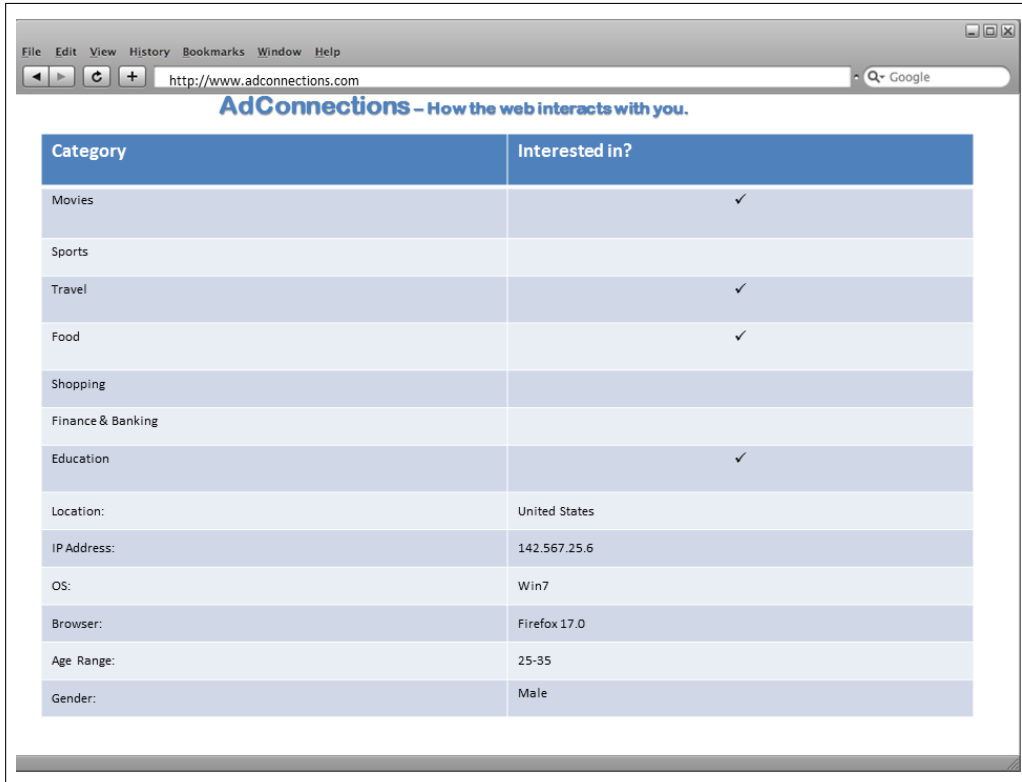 File Edit View History Bookmarks Window Help
http://www.adconnections.com Google
AdConnections – How the web interacts with you.
Category Interested in?
Movies ✓
Sports
Travel ✓
Food ✓
Shopping
Finance & Banking
Education ✓
Location: United States
IP Address: 142.567.25.6
OS: Win7
Browser: Firefox 17.0
Age Range: 25-35
Gender: Male